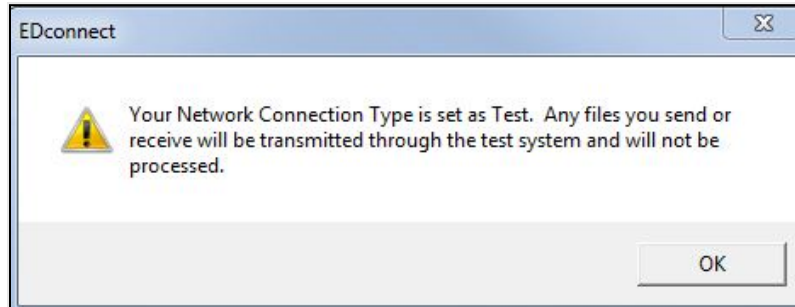 EDconnect
Your Network Connection Type is set as Test.  Any files you send or
receive will be transmitted through the test system and will not be
processed.
OK